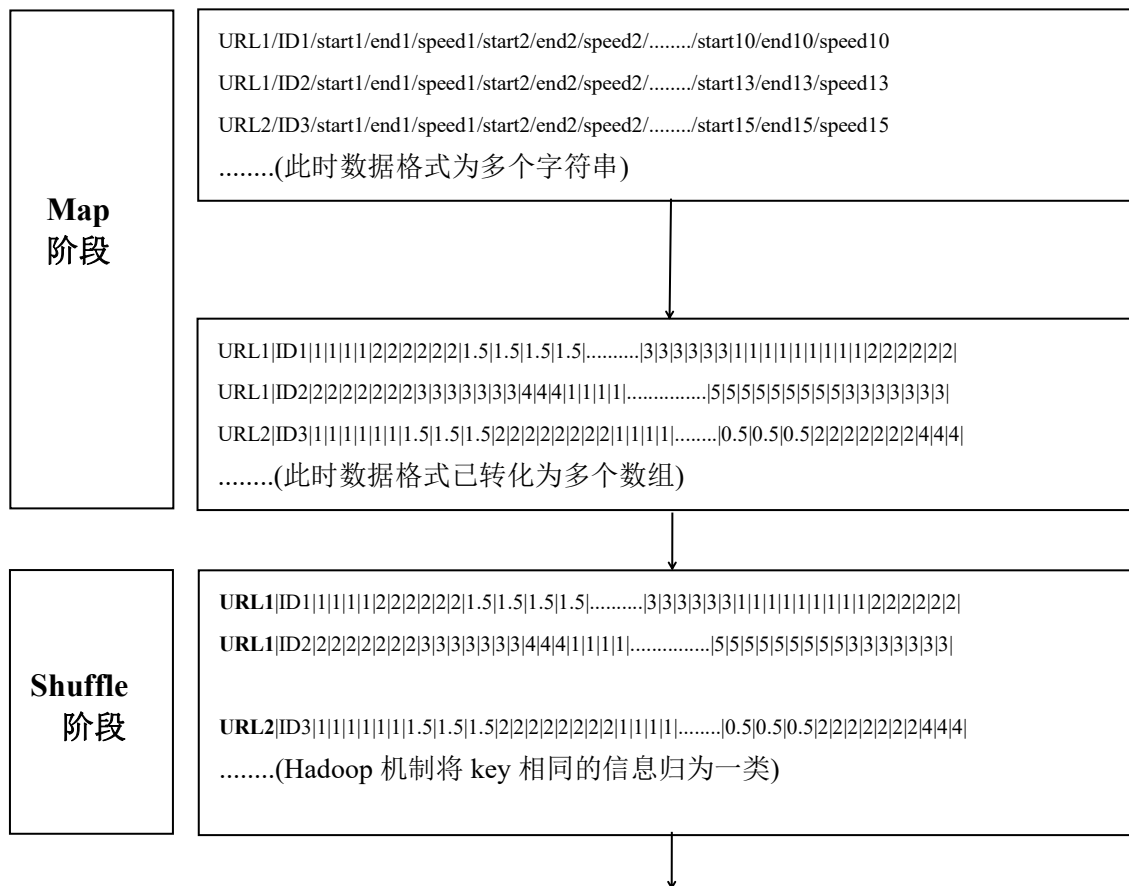 Map
阶段
URL1/ID1/start1/end1/speed1/start2/end2/speed2/......../start10/end10/speed10
URL1/ID2/start1/end1/speed1/start2/end2/speed2/......../start13/end13/speed13
URL2/ID3/start1/end1/speed1/start2/end2/speed2/......../start15/end15/speed15
........(此时数据格式为多个字符串)
URL1|ID1|1|1|1|1|2|2|2|2|2|2|1.5|1.5|1.5|1.5|..........|3|3|3|3|3|3|1|1|1|1|1|1|1|1|1|2|2|2|2|2|2|
URL1|ID2|2|2|2|2|2|2|2|3|3|3|3|3|3|3|4|4|4|1|1|1|1|...............|5|5|5|5|5|5|5|5|5|3|3|3|3|3|3|3|
URL2|ID3|1|1|1|1|1|1|1.5|1.5|1.5|2|2|2|2|2|2|2|2|1|1|1|1|........|0.5|0.5|0.5|2|2|2|2|2|2|2|4|4|4|
........(此时数据格式已转化为多个数组)
Shuffle
阶段
URL1|ID1|1|1|1|1|2|2|2|2|2|2|1.5|1.5|1.5|1.5|..........|3|3|3|3|3|3|1|1|1|1|1|1|1|1|1|2|2|2|2|2|2|
URL1|ID2|2|2|2|2|2|2|2|3|3|3|3|3|3|3|4|4|4|1|1|1|1|...............|5|5|5|5|5|5|5|5|5|3|3|3|3|3|3|3|
URL2|ID3|1|1|1|1|1|1|1.5|1.5|1.5|2|2|2|2|2|2|2|2|1|1|1|1|........|0.5|0.5|0.5|2|2|2|2|2|2|2|4|4|4|
........(Hadoop 机制将 key 相同的信息归为一类)